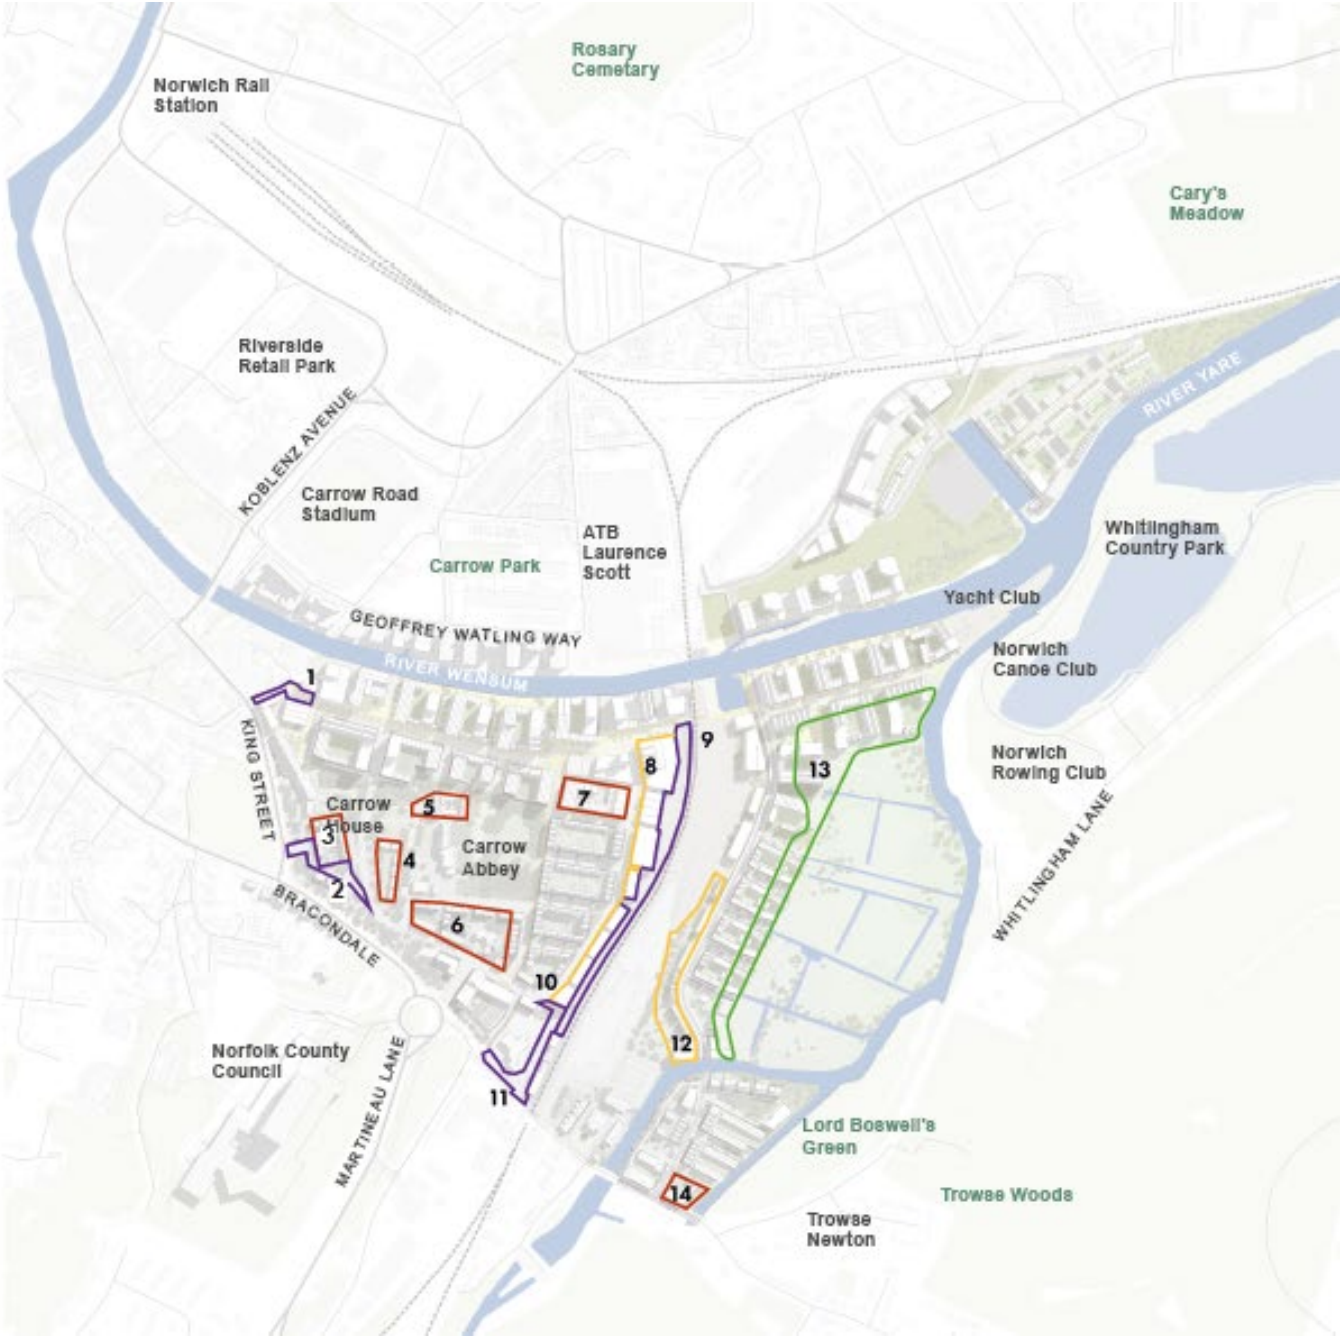 Rosary
Cemetary
Norwich Rail
Station
Cary's
Meadow
Riverside
Retail Park
RIVER YARE
KOBLENZ AVENUE
Carrow Road
Stadium
ATB
Laurence
Scott
Whitlingham
Country Park
Carrow Park
Yacht Club
GEOFFREY WATLING WAY
RIVER WENSUM
Norwich
Canoe Club
1
KING STREET
9
8
13
Norwich
Rowing Club
7
5
Carrow
House
3
4
Carrow
Abbey
WHITLINGHAM LANE
2
BRACONDALE
6
10
12
Norfolk County
Council
MARTINEAU LANE
11
Lord Boswell's
Green
14
Trowse Woods
Trowse
Newton